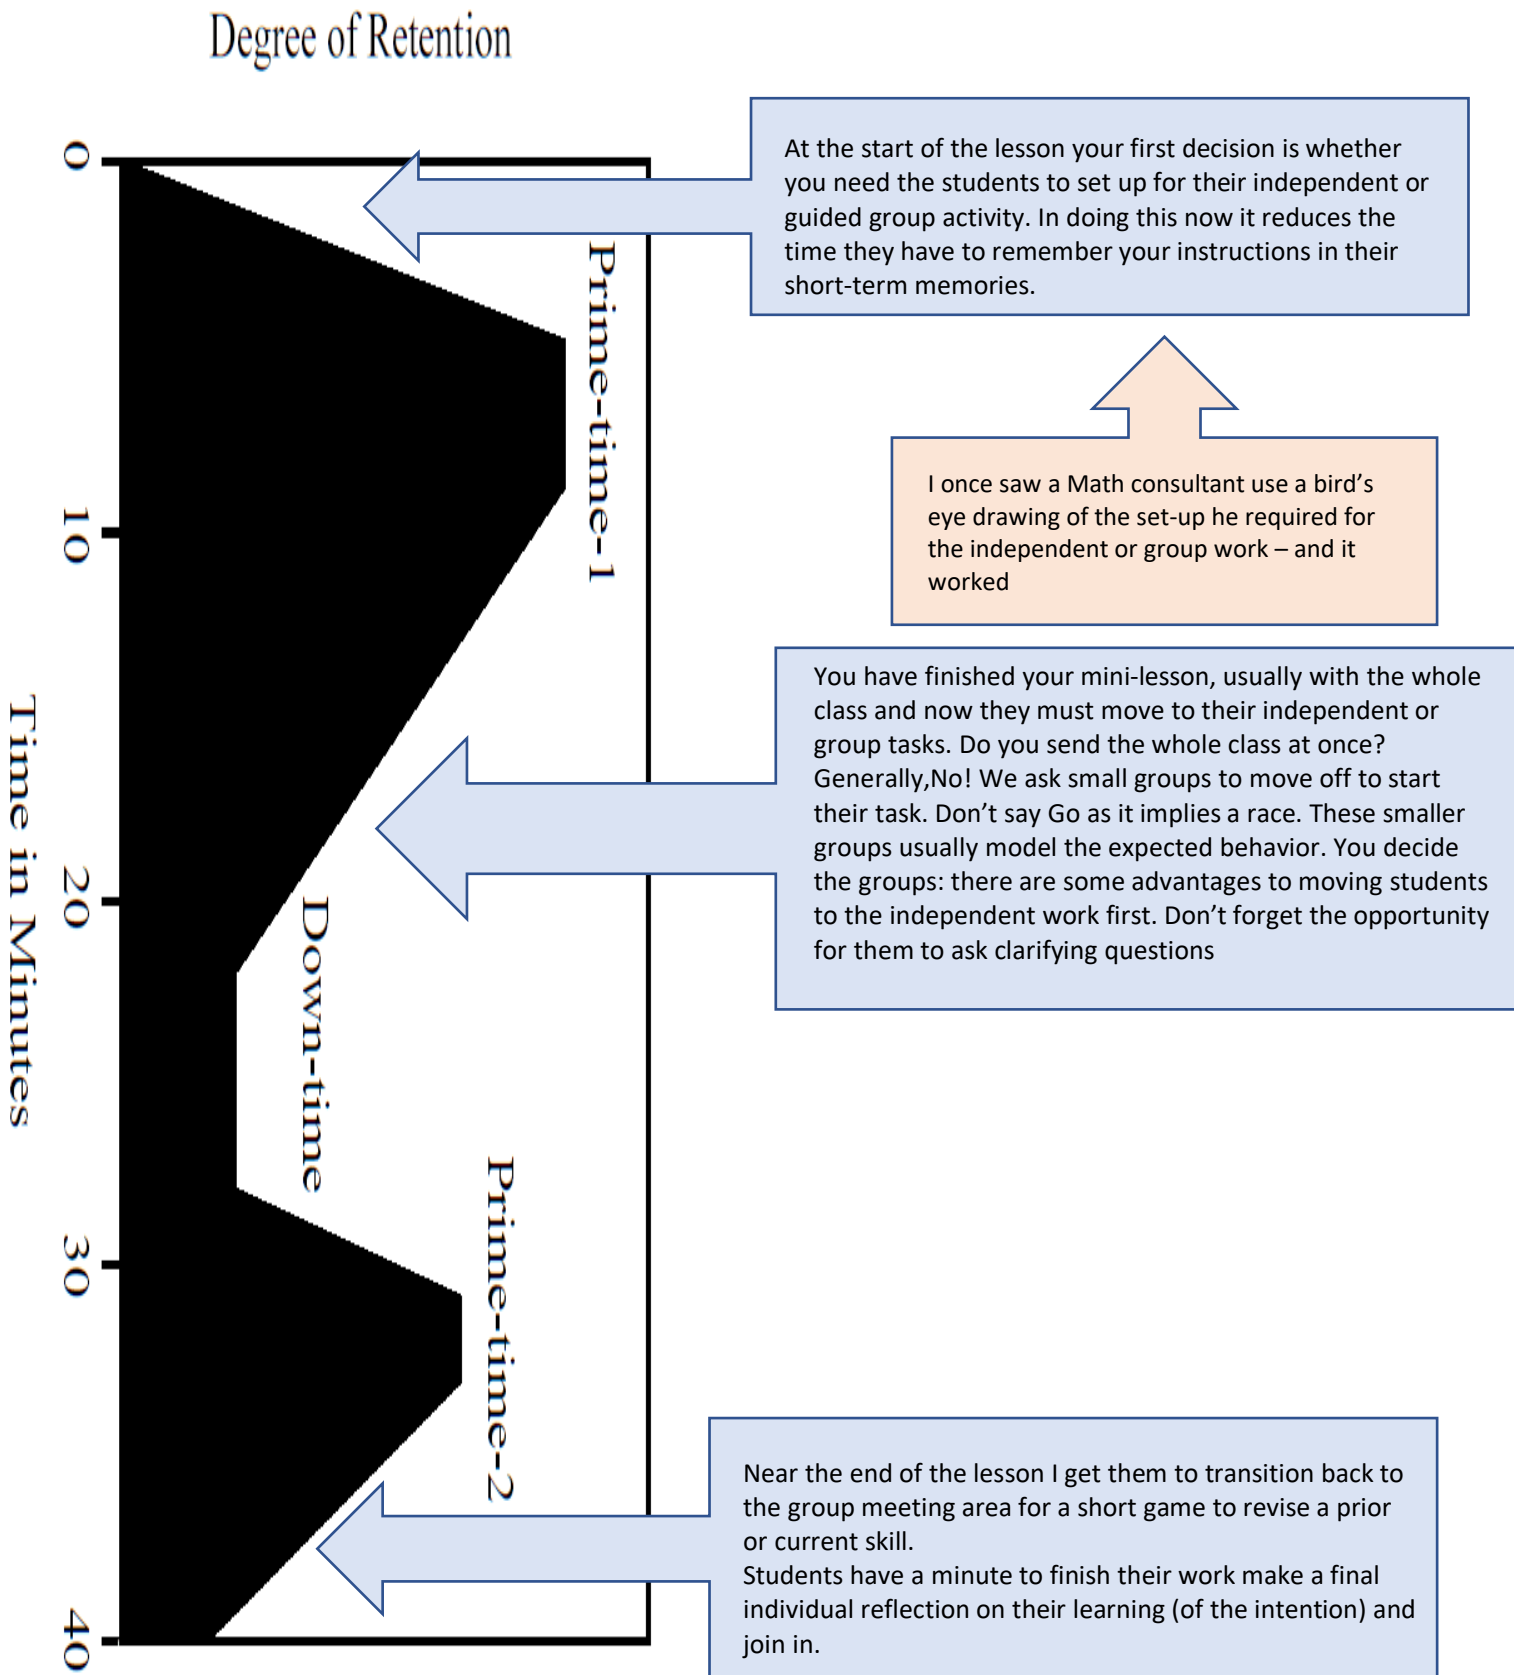 Degree of Retention
0
At the start of the lesson your first decision is whether
you need the students to set up for their independent or
guided group activity. In doing this now it reduces the
time they have to remember your instructions in their
short-term memories.
Prime-time-1
I once saw a Math consultant use a bird’s
eye drawing of the set-up he required for
the independent or group work – and it
worked
10
You have finished your mini-lesson, usually with the whole
class and now they must move to their independent or
group tasks. Do you send the whole class at once?
Generally,No! We ask small groups to move off to start
their task. Don’t say Go as it implies a race. These smaller
groups usually model the expected behavior. You decide
the groups: there are some advantages to moving students
to the independent work first. Don’t forget the opportunity
for them to ask clarifying questions
Time in Minutes
20
Down-time
30
Prime-time-2
Near the end of the lesson I get them to transition back to
the group meeting area for a short game to revise a prior
or current skill.
Students have a minute to finish their work make a final
individual reflection on their learning (of the intention) and
join in.
40